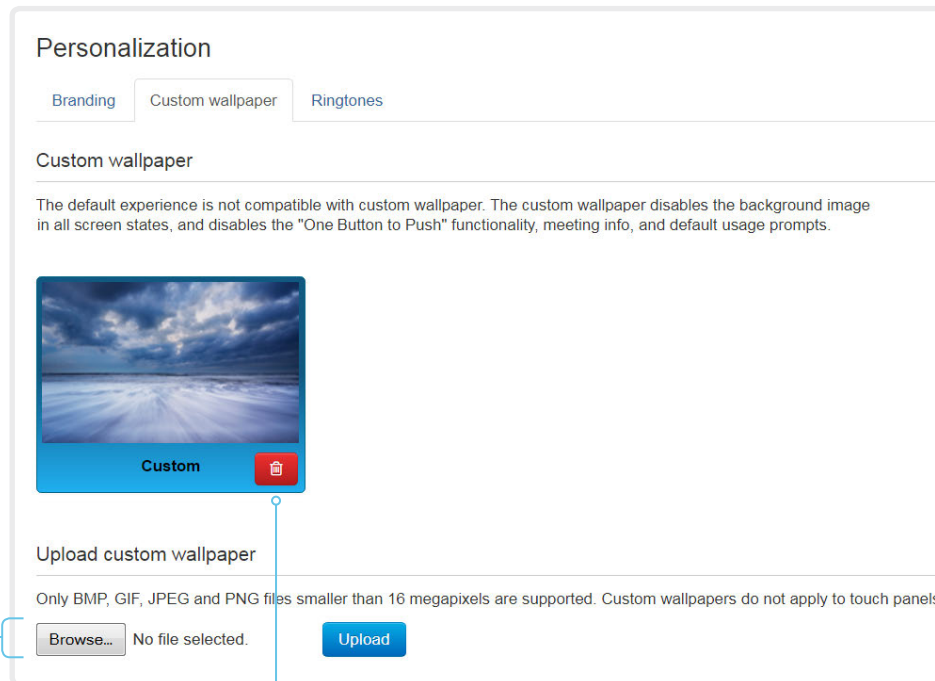 Personalization
Branding Custom wallpaper Ringtones
Custom wallpaper
The default experience is not compatible with custom wallpaper. The custom wallpaper disables the background image
in all screen states, and disables the "One Button to Push" functionality, meeting info, and default usage prompts.
Custom
Upload custom wallpaper
Only BMP, GIF, JPEG and PNG files smaller than 16 megapixels are supported. Custom wallpapers do not apply to touch panels
Browse... No file selected. Upload